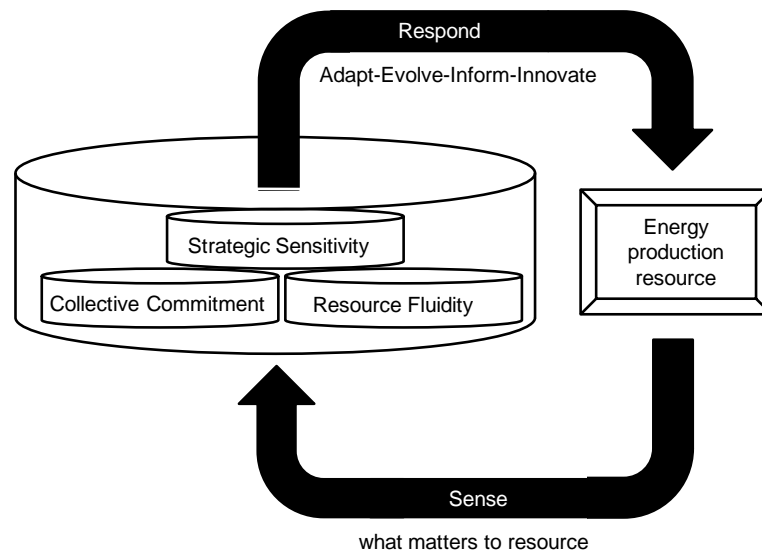 Respond
Adapt-Evolve-Inform-Innovate
Strategic Sensitivity
Collective Commitment
Resource Fluidity
Energy
production
resource
Sense
what matters to resource